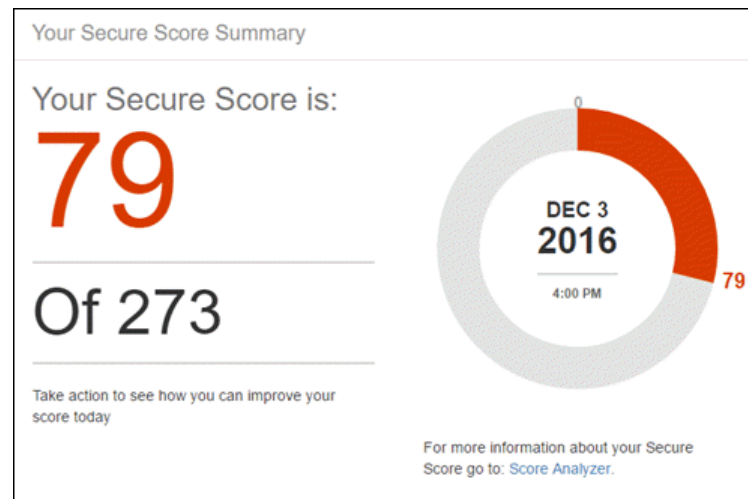 Your Secure Score Summary
Your Secure Score is:
79
Of 273
Take action to see how you can improve your
score today
0
DEC 3
2016
4:00 PM
79
For more information about your Secure
Score go to: Score Analyzer.